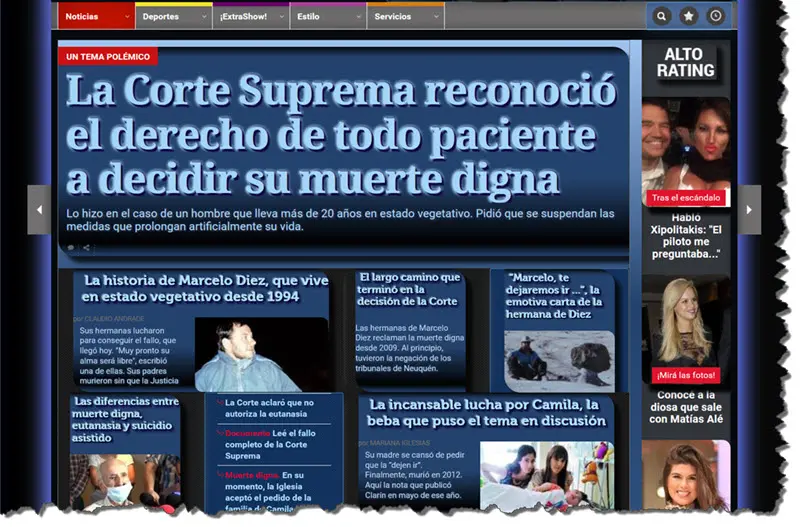 Noticias
Deportes
¡ExtraShow!
Estilo
Servicios
UN TEMA POLÉMICO
La Corte Suprema reconoció
el derecho de todo paciente
a decidir su muerte digna
Lo hizo en el caso de un hombre que lleva más de 20 años en estado vegetativo. Pidió que se suspendan las
medidas que prolongan artificialmente su vida.
La historia de Marcelo Diez, que vive
en estado vegetativo desde 1994
por CLAUDIO ANDRADE
Sus hermanas lucharon
para conseguir el fallo, que
llegó hoy. "Muy pronto su
alma será libre", escribió
una de ellas. Sus padres
murieron sin que la Justicia
El largo camino que
terminó en la
decisión de la Corte
Las hermanas de Marcelo
Diez reclaman la muerte digna
desde 2009. Al principio,
tuvieron la negación de los
tribunales de Neuquén.
"Marcelo, te
dejaremos ir ...", la
emotiva carta de la
hermana de Diez
Las diferencias entre
muerte digna,
eutanasia y suicidio
asistido
La Corte aclaró que no
autoriza la eutanasia
Documento Leé el fallo
completo de la Corte
Suprema
Muerte digna. En su
momento, la Iglesia
aceptó el pedido de la
familia de Camila
La incansable lucha por Camila, la
beba que puso el tema en discusión
por MARIANA IGLESIAS
Su madre se cansó de pedir
que la "dejen ir".
Finalmente, murió en 2012.
Aquí la nota que publicó
Clarín en mayo de ese año.
ALTO
RATING
Tras el escándalo
Habló
Xipolitakis: "El
piloto me
preguntaba..."
¡Mirá las fotos!
Conocé a la
diosa que sale
con Matías Alé